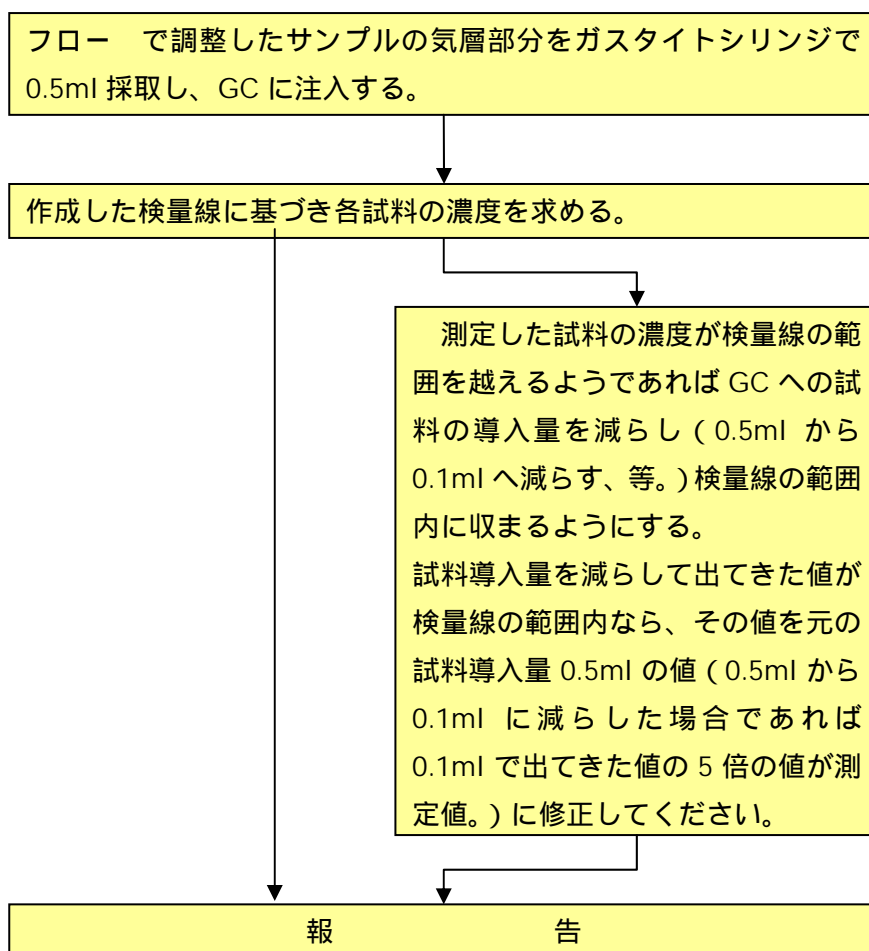 フロー　で調整したサンプルの気層部分をガスタイトシリンジで
0.5ml 採取し、GC に注入する。
作成した検量線に基づき各試料の濃度を求める。
測定した試料の濃度が検量線の範
囲を越えるようであれば GC への試
料の導入量を減らし ( 0.5ml から
0.1ml へ減らす、等。) 検量線の範囲
内に収まるようにする。
試料導入量を減らして出てきた値が
検量線の範囲内なら、その値を元の
試料導入量 0.5ml の値 ( 0.5ml から
0.1ml に減らした場合であれば
0.1ml で出てきた値の 5 倍の値が測
定値。) に修正してください。
報　　　　　告